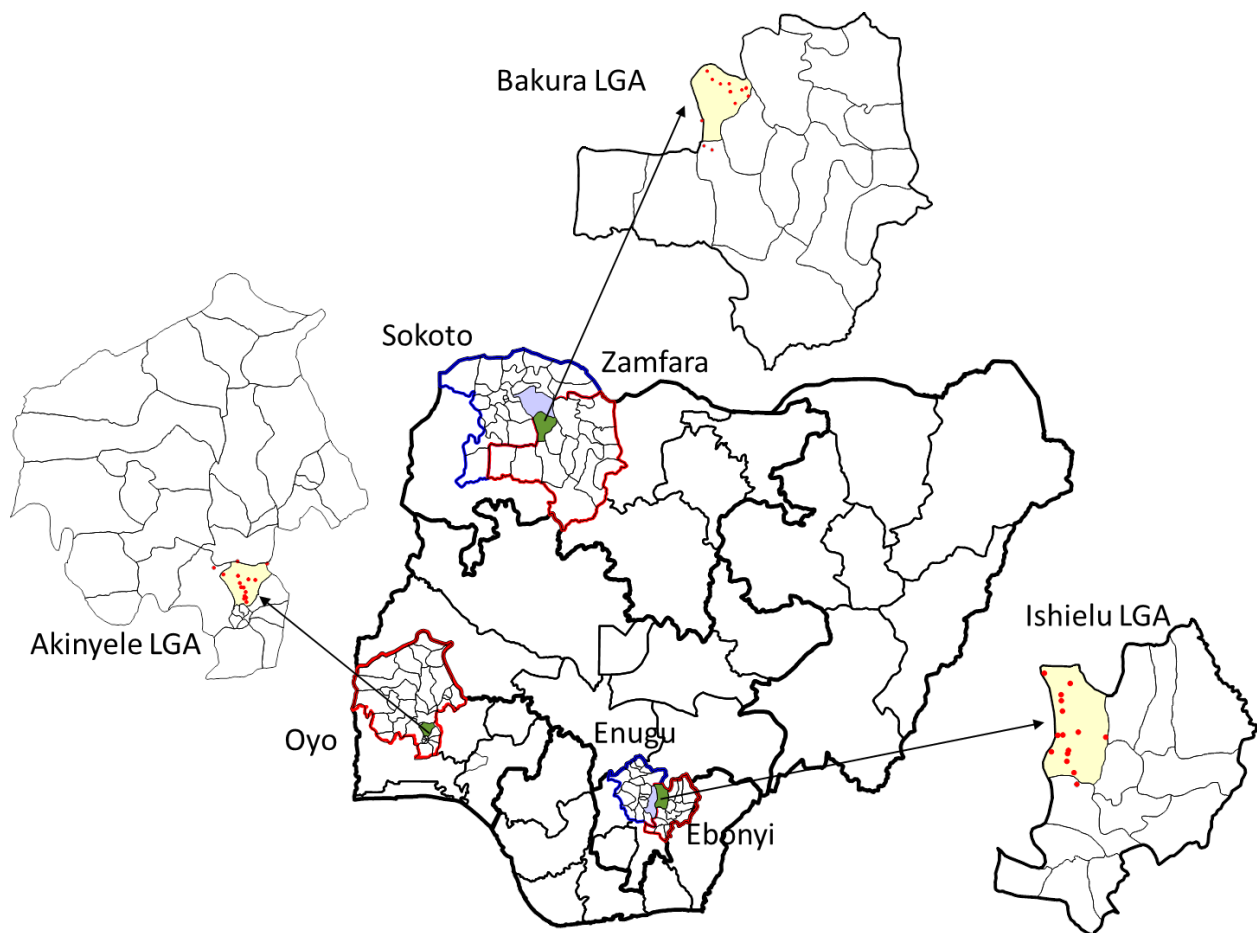 Bakura LGA
Sokoto
Zamfara
Akinyele LGA
Ishielu LGA
Oyo
Enugu
Ebonyi